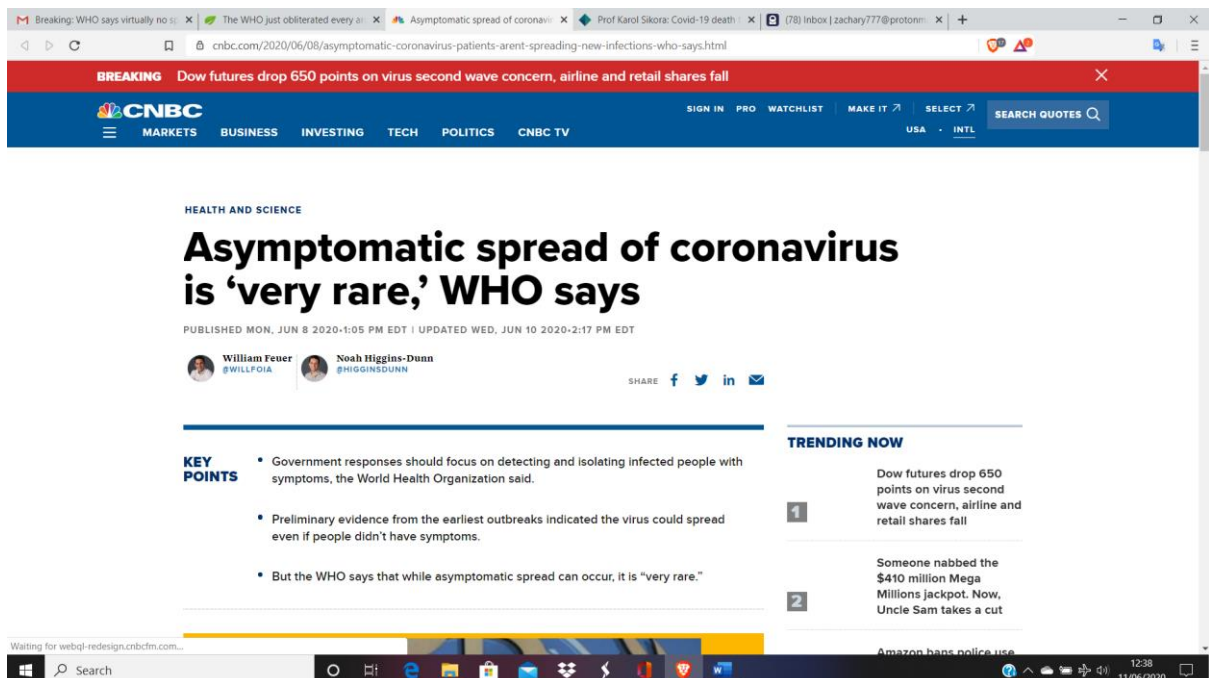 Breaking: WHO says virtually no sp
The WHO just obliterated every ar
Asymptomatic spread of coronavir
Prof Karol Sikora: Covid-19 death
(78) Inbox | zachary777@protonm
cnbc.com/2020/06/08/asymptomatic-coronavirus-patients-arent-spreading-new-infections-who-says.html
BREAKING Dow futures drop 650 points on virus second wave concern, airline and retail shares fall
CNBC
SIGN IN PRO WATCHLIST MAKE IT SELECT
SEARCH QUOTES
USA · INTL
MARKETS BUSINESS INVESTING TECH POLITICS CNBC TV
HEALTH AND SCIENCE
Asymptomatic spread of coronavirus
is ‘very rare,’ WHO says
PUBLISHED MON, JUN 8 2020•1:05 PM EDT | UPDATED WED, JUN 10 2020•2:17 PM EDT
William Feuer
@WILLFOIA
Noah Higgins-Dunn
@HIGGINSDUNN
SHARE
KEY
POINTS
• Government responses should focus on detecting and isolating infected people with
symptoms, the World Health Organization said.
• Preliminary evidence from the earliest outbreaks indicated the virus could spread
even if people didn’t have symptoms.
• But the WHO says that while asymptomatic spread can occur, it is “very rare.”
TRENDING NOW
1
Dow futures drop 650
points on virus second
wave concern, airline and
retail shares fall
2
Someone nabbed the
$410 million Mega
Millions jackpot. Now,
Uncle Sam takes a cut
Amazon bans police use
Waiting for webql-redesign.cnbcfm.com...
Search
12:38
11/06/2020